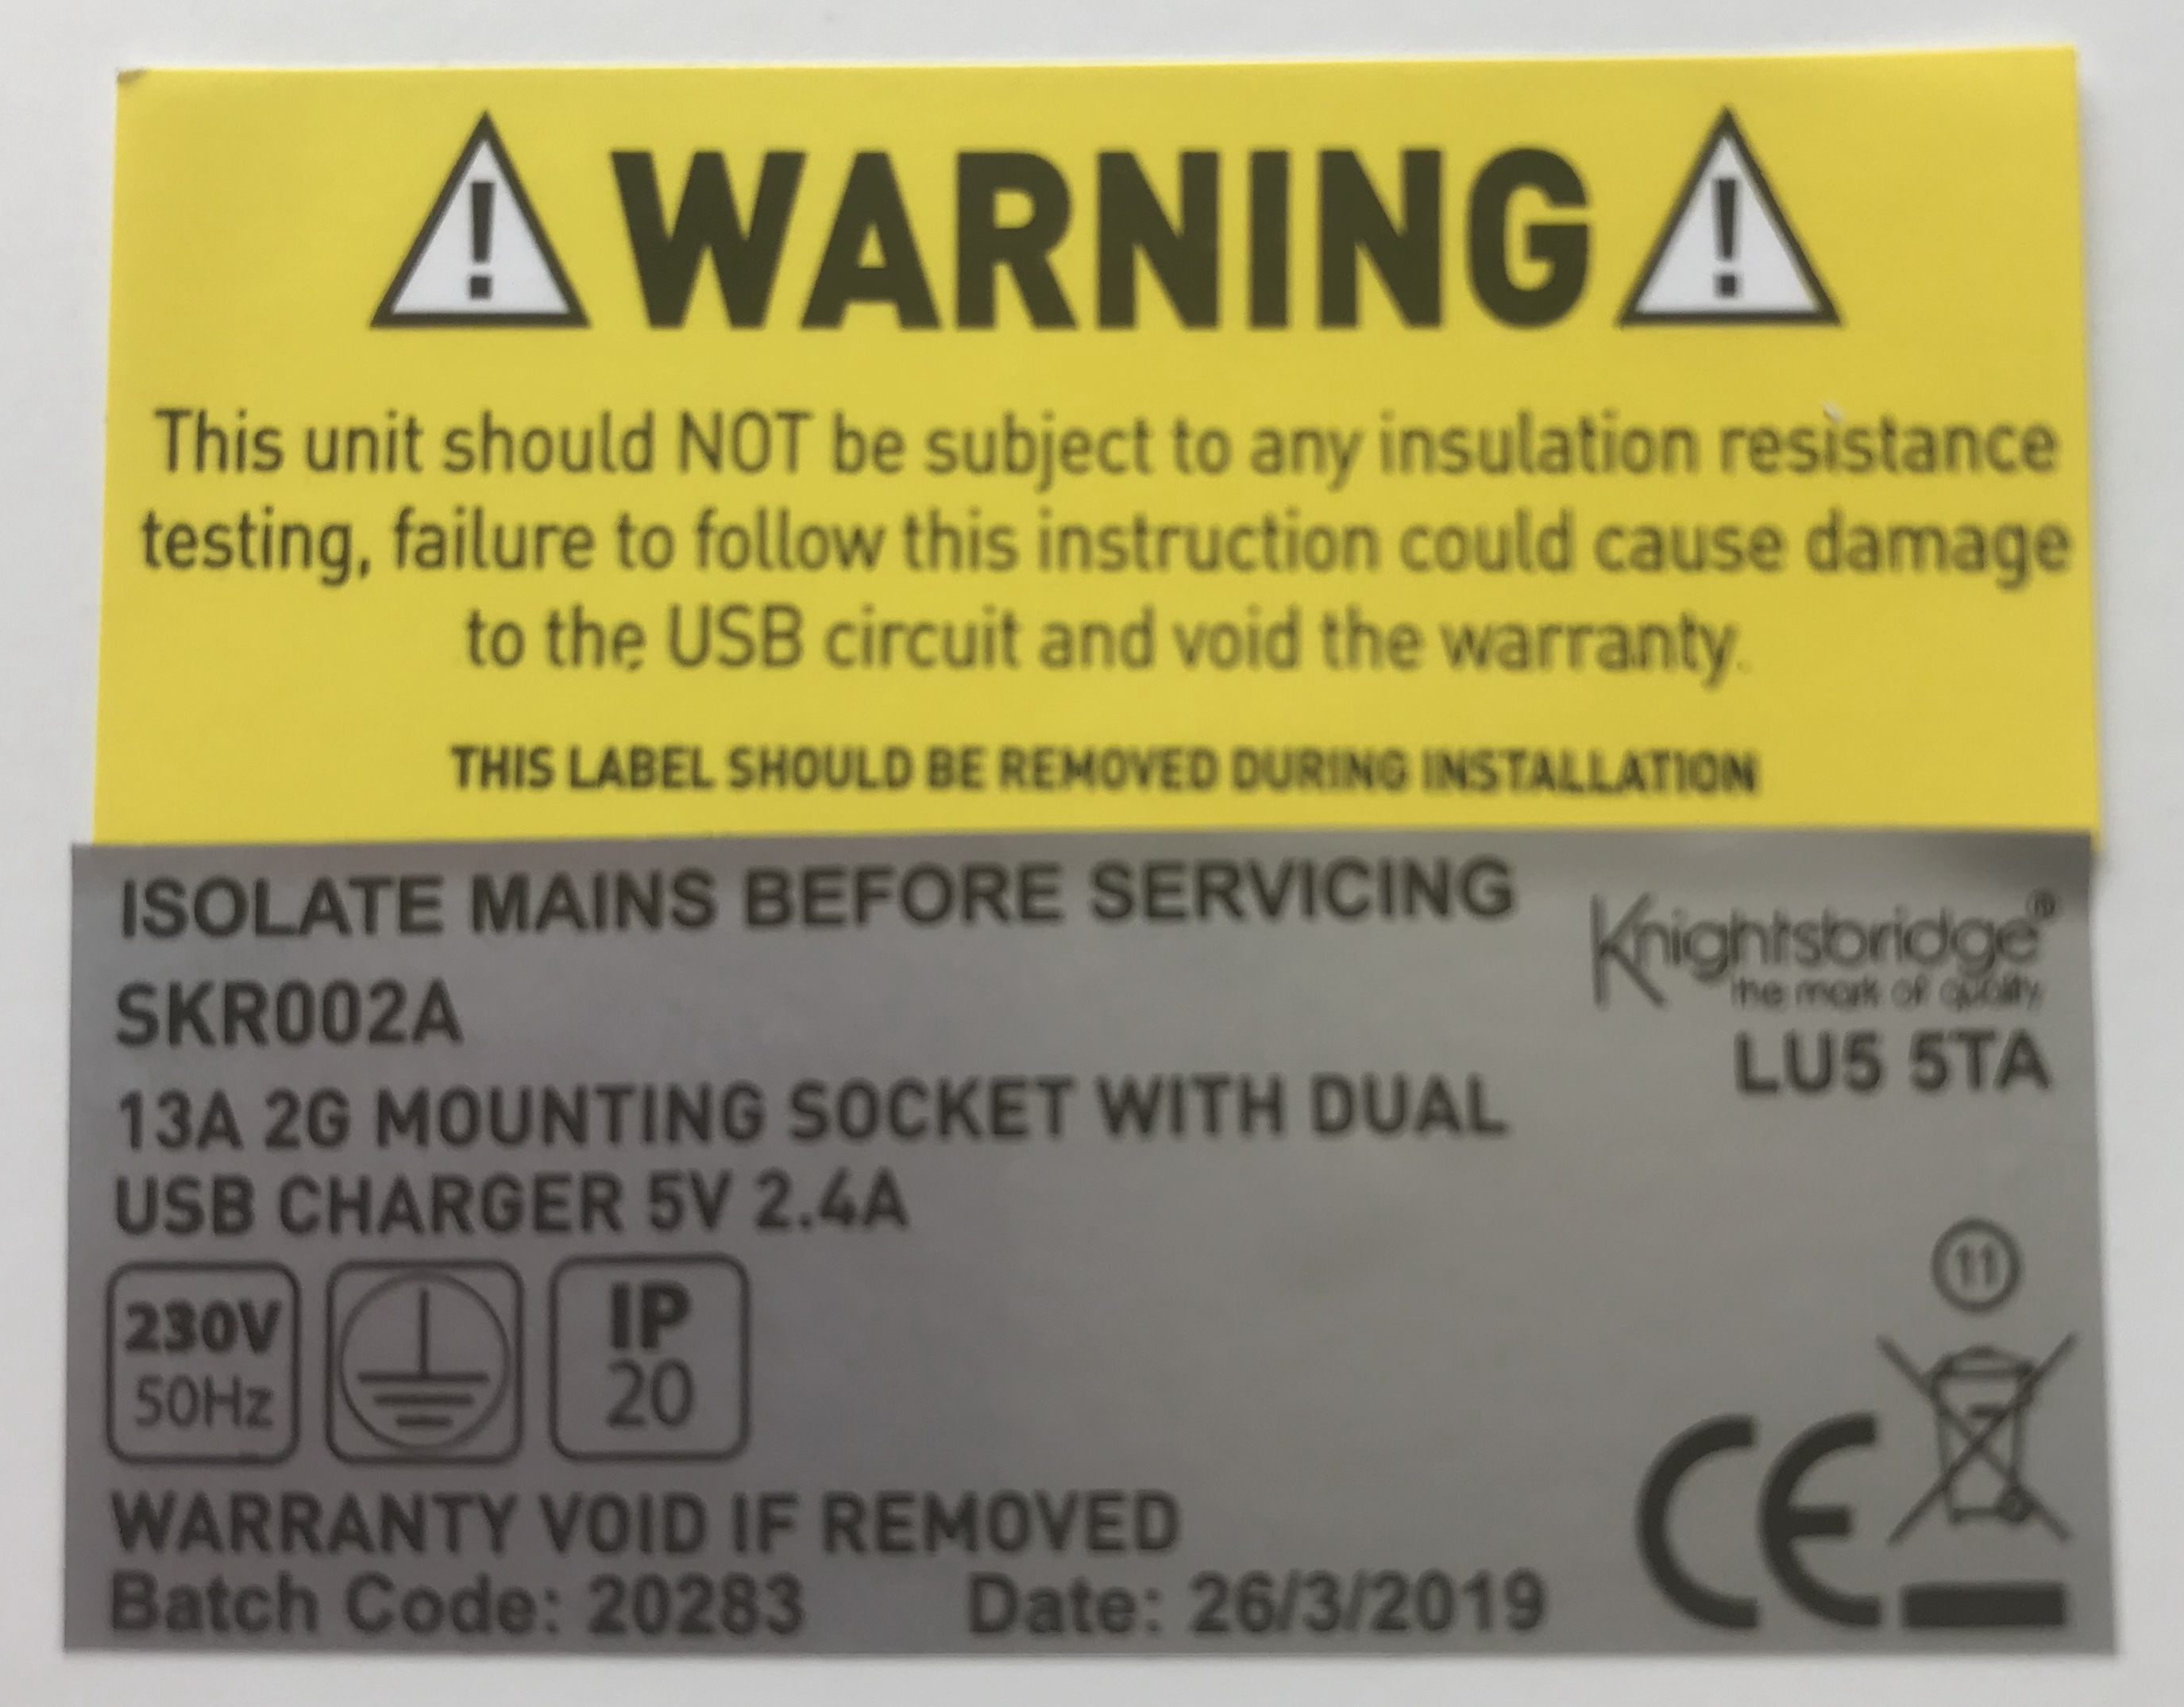 WARNING
This unit should NOT be subject to any insulation resistance
testing, failure to follow this instruction could cause damage
to the USB circuit and void the warranty.
THIS LABEL SHOULD BE REMOVED DURING INSTALLATION
ISOLATE MAINS BEFORE SERVICING
Knightsbridge®
the mark of quality
SKR002A
LU5 5TA
13A 2G MOUNTING SOCKET WITH DUAL
USB CHARGER 5V 2.4A
11
230V
50Hz
IP
20
CE
WARRANTY VOID IF REMOVED
Batch Code: 20283 Date: 26/3/2019